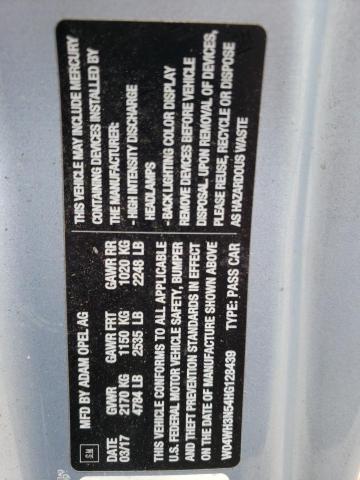 GM
MFD BY ADAM OPEL AG
DATE GVWR GAWR FRT GAWR RR
03/17 2170 KG 1150 KG 1020 KG
4784 LB 2535 LB 2248 LB
THIS VEHICLE CONFORMS TO ALL APPLICABLE
U.S. FEDERAL MOTOR VEHICLE SAFETY, BUMPER
AND THEFT PREVENTION STANDARDS IN EFFECT
ON THE DATE OF MANUFACTURE SHOWN ABOVE
W04WH3N54HG128439 TYPE: PASS CAR
THIS VEHICLE MAY INCLUDE MERCURY
CONTAINING DEVICES INSTALLED BY
THE MANUFACTURER:
- HIGH INTENSITY DISCHARGE
HEADLAMPS
- BACK LIGHTING COLOR DISPLAY
REMOVE DEVICES BEFORE VEHICLE
DISPOSAL. UPON REMOVAL OF DEVICES,
PLEASE REUSE, RECYCLE OR DISPOSE
AS HAZARDOUS WASTE